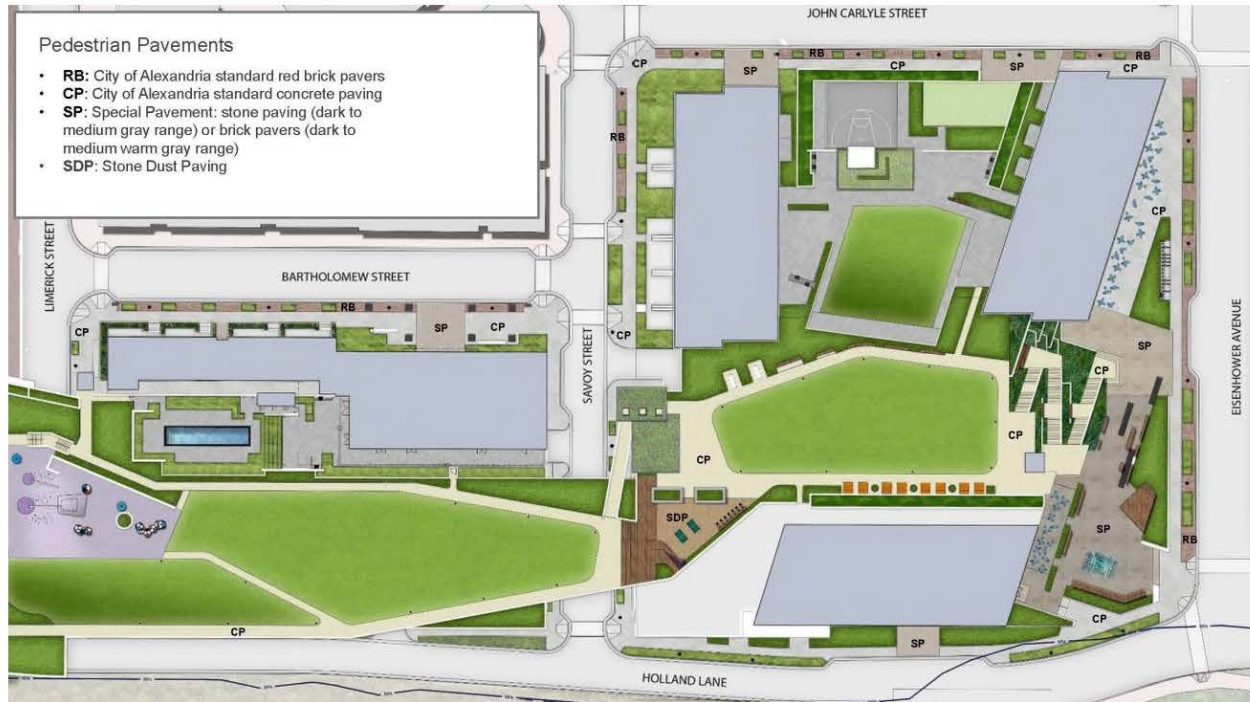 JOHN CARLYLE STREET
Pedestrian Pavements
• RB: City of Alexandria standard red brick pavers
• CP: City of Alexandria standard concrete paving
• SP: Special Pavement: stone paving (dark to
medium gray range) or brick pavers (dark to
medium warm gray range)
• SDP: Stone Dust Paving
CP
SP
RB
CP
SP
RB
CP
RB
CP
LIMERICK STREET
BARTHOLOMEW STREET
RB
CP
SP
CP
SAVOY STREET
CP
SP
CP
EISENHOWER AVENUE
CP
CP
SDP
SP
RB
CP
CP
SP
HOLLAND LANE